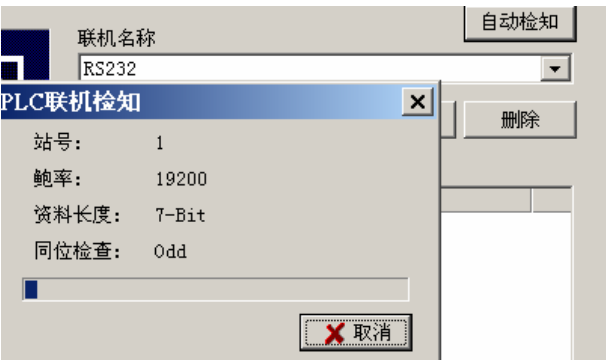 自动检知
联机名称
RS232
PLC联机检知
删除
站号: 1
鲍率: 19200
资料长度: 7-Bit
同位检查: Odd
取消